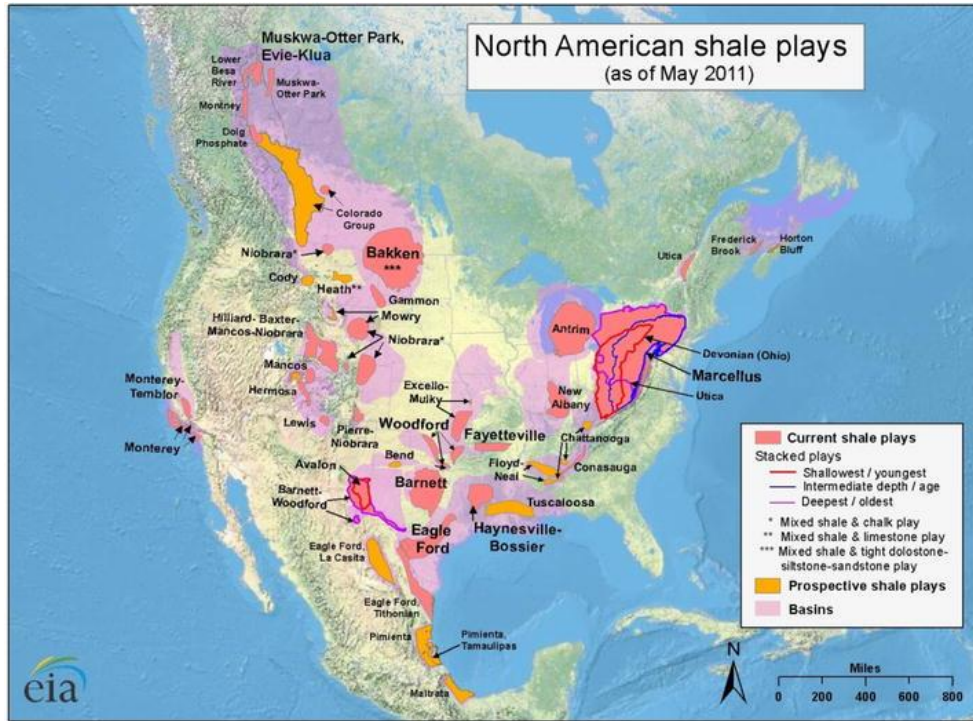 North American shale plays
(as of May 2011)
Muskwa-Otter Park,
Evie-Klua
Lower
Besa
River
Muskwa-
Otter Park
Montney
Doig
Phosphate
Colorado
Group
Niobrara*
Bakken
***
Cody
Heath**
Gammon
Mowry
Hilliard-Baxter-
Mancos-Niobrara
Niobrara*
Mancos
Hermosa
Lewis
Pierre-
Niobrara
Monterey-
Temblor
Monterey
Excello-
Mulky
Woodford
Fayetteville
Bend
Avalon
Barnett
Barnett-
Woodford
Eagle
Ford
Haynesville-
Bossier
Tuscaloosa
Floyd-
Neal
Conasauga
Chattanooga
New
Albany
Antrim
Devonian (Ohio)
Marcellus
Utica
Utica
Frederick
Brook
Horton
Bluff
Eagle Ford,
La Casita
Eagle Ford,
Tithonian
Pimienta
Pimienta,
Tamaulipas
Maltrata
Current shale plays
Stacked plays
Shallowest / youngest
Intermediate depth / age
Deepest / oldest
* Mixed shale & chalk play
** Mixed shale & limestone play
*** Mixed shale & tight dolostone-
siltstone-sandstone play
Prospective shale plays
Basins
N
Miles
0 200 400 600 800
eia